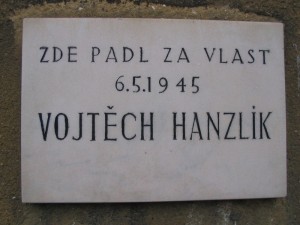 ZDE PADL ZA VLAST
6.5.1945
VOJTĚCH HANZLÍK